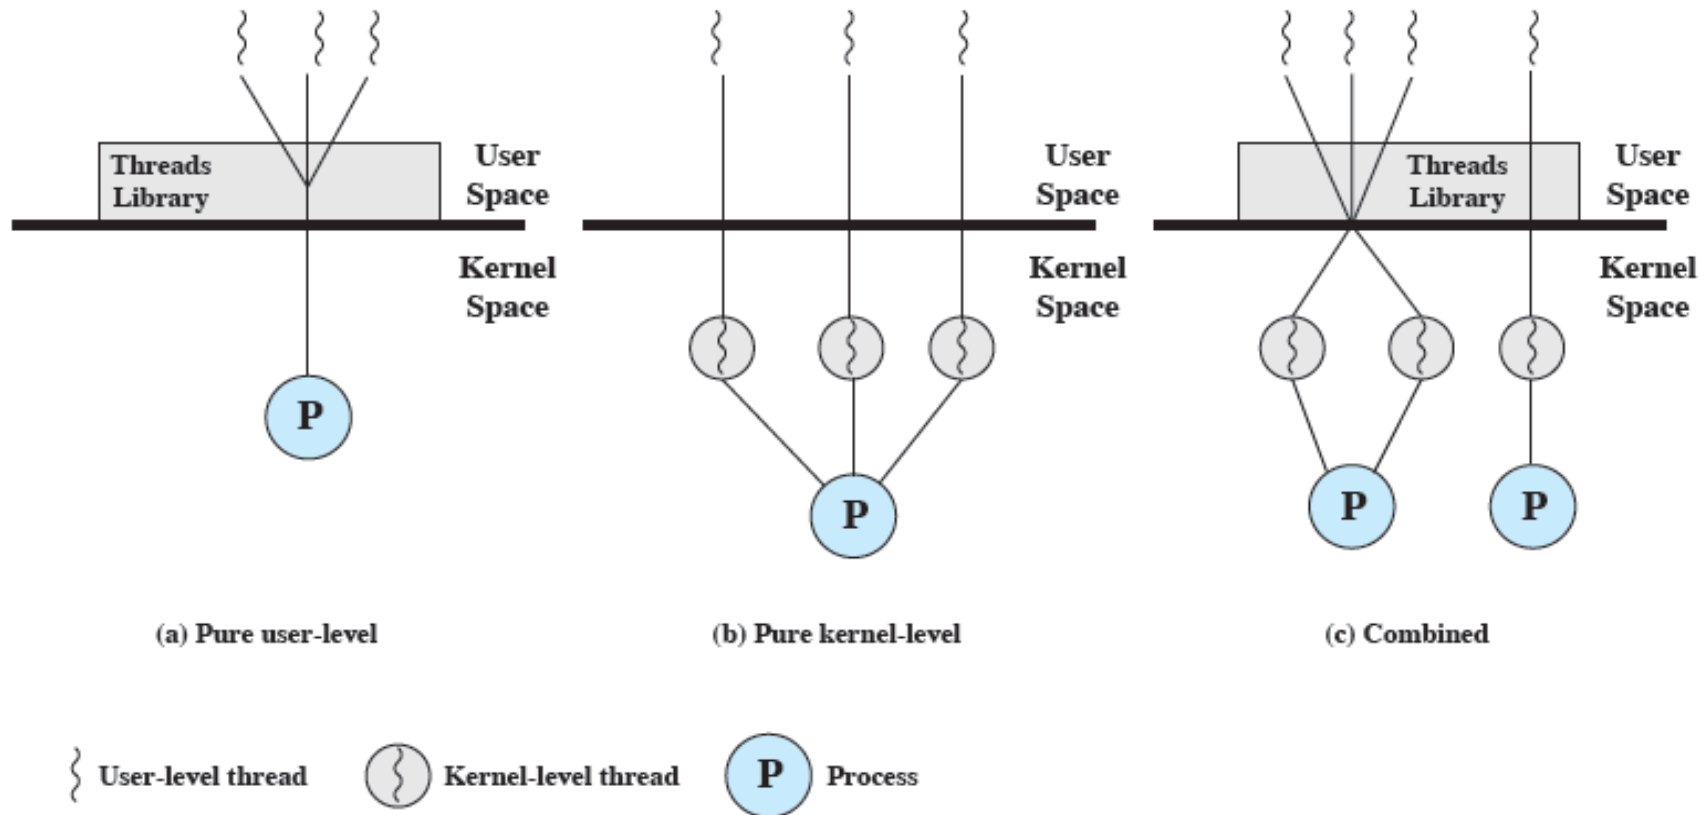 Threads
Library
User
Space
Kernel
Space
P
(a) Pure user-level
User
Space
Kernel
Space
P
(b) Pure kernel-level
Threads
Library
User
Space
Kernel
Space
P
P
(c) Combined
User-level thread
Kernel-level thread
P
Process